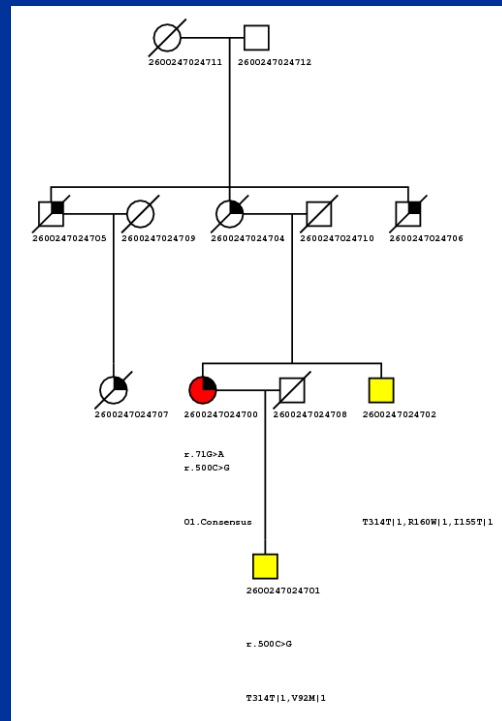 2600247024711 2600247024712
2600247024705 2600247024709 2600247024704 2600247024710 2600247024706
2600247024707 2600247024700 2600247024708 2600247024702
r.71G>A
r.500C>G
01.Consensus T314T|1,R160W|1,I155T|1
2600247024701
r.500C>G
T314T|1,V92M|1